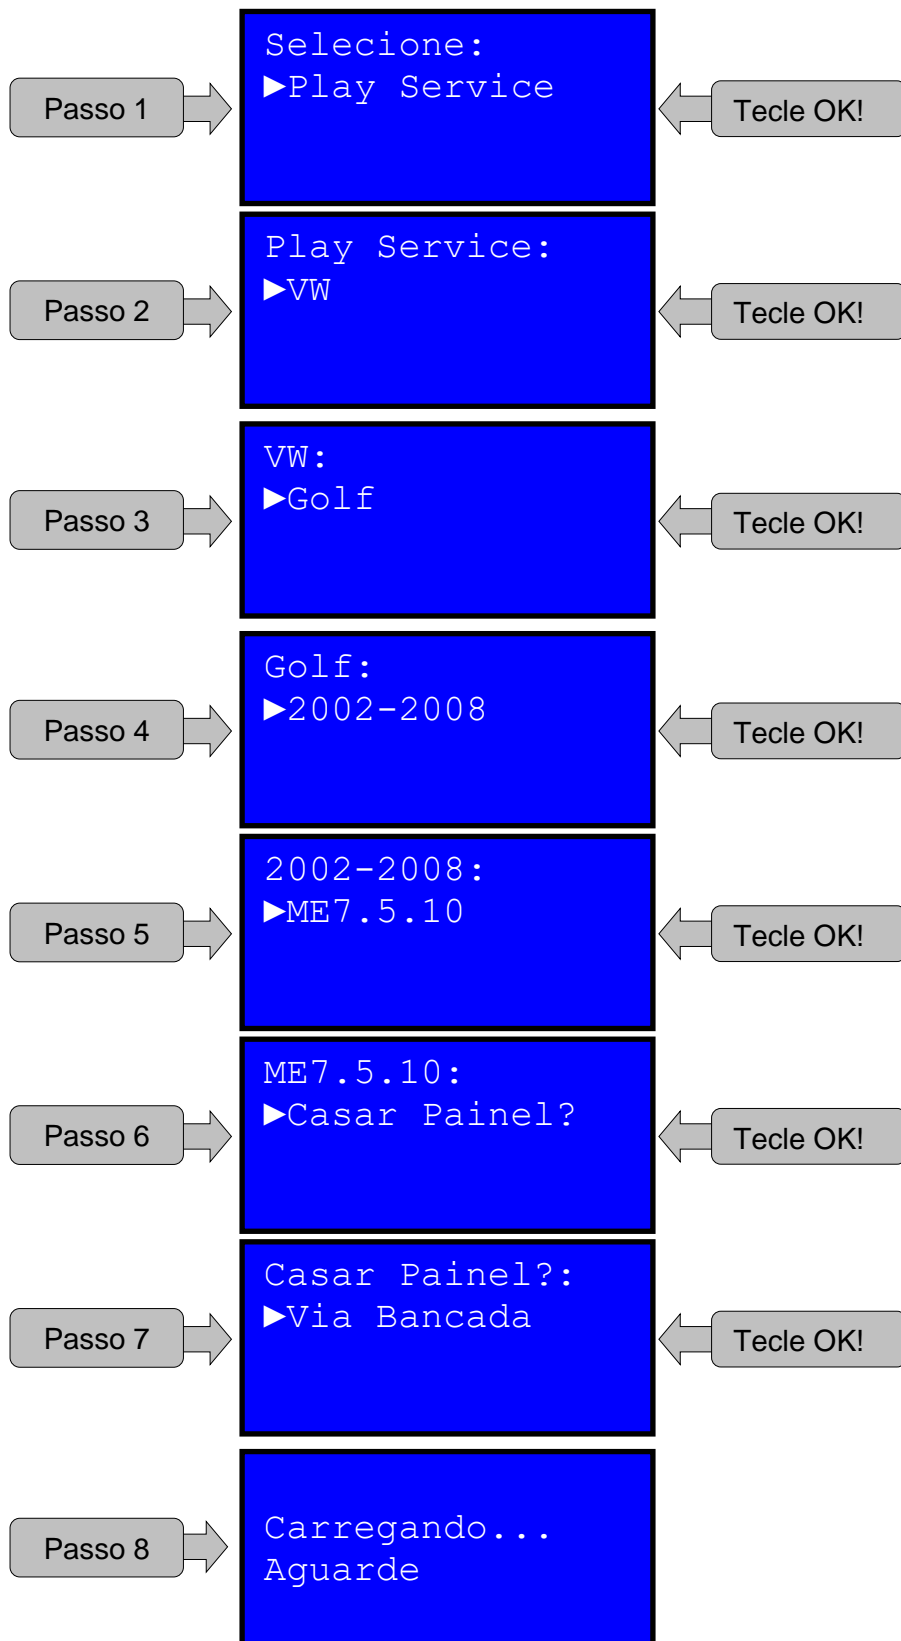 Selecione:
Passo 1
►Play Service
Tecle OK!
Play Service:
Passo 2
►VW
Tecle OK!
VW:
Passo 3
►Golf
Tecle OK!
Golf:
Passo 4
►2002-2008
Tecle OK!
2002-2008:
Passo 5
►ME7.5.10
Tecle OK!
ME7.5.10:
Passo 6
►Casar Painel?
Tecle OK!
Casar Painel?:
Passo 7
►Via Bancada
Tecle OK!
Passo 8
Carregando...
Aguarde